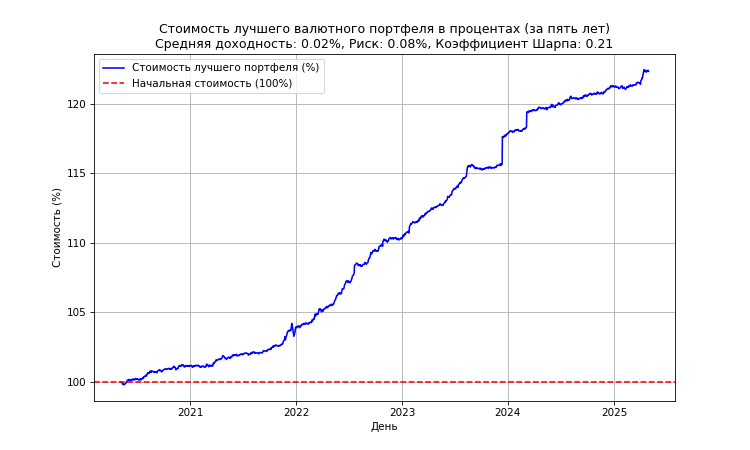 Стоимость лучшего валютного портфеля в процентах (за пять лет)
Средняя доходность: 0.02%, Риск: 0.08%, Коэффициент Шарпа: 0.21
Стоимость лучшего портфеля (%)
Начальная стоимость (100%)
Стоимость (%)
120
115
110
105
100
2021
2022
2023
2024
2025
День